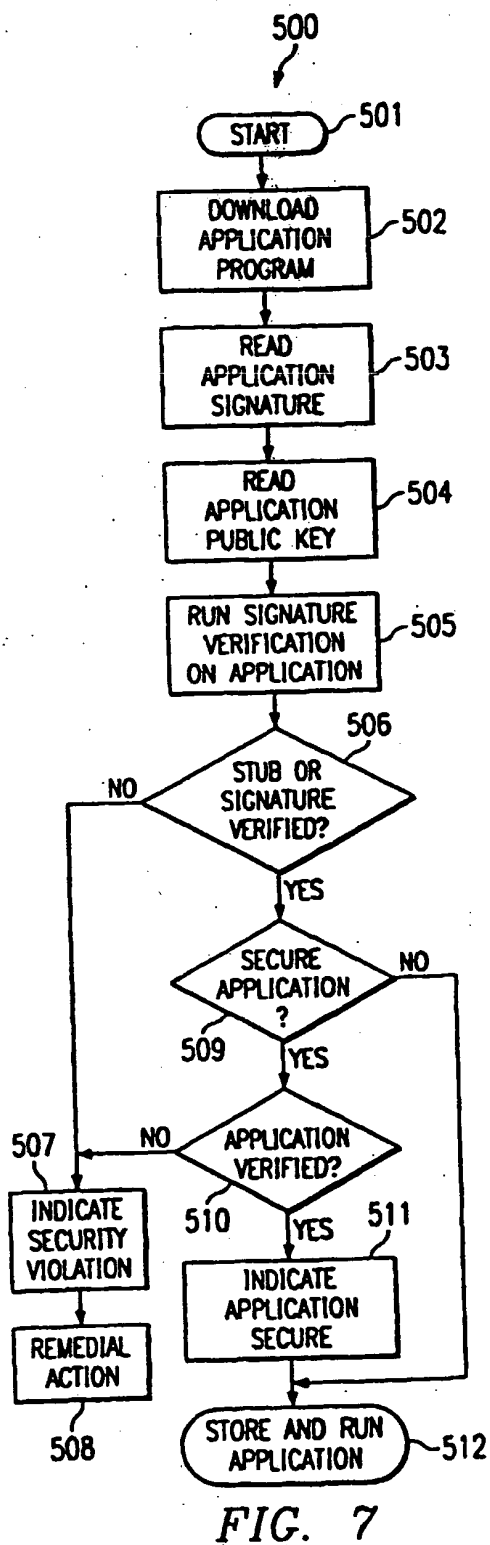 500
START
501
DOWNLOAD
APPLICATION
PROGRAM
502
READ
APPLICATION
SIGNATURE
503
READ
APPLICATION
PUBLIC KEY
504
RUN SIGNATURE
VERIFICATION
ON APPLICATION
505
506
STUB OR
SIGNATURE
VERIFIED?
NO
YES
SECURE
APPLICATION
?
509
NO
YES
APPLICATION
VERIFIED?
510
NO
YES
507
INDICATE
SECURITY
VIOLATION
REMEDIAL
ACTION
508
511
INDICATE
APPLICATION
SECURE
STORE AND RUN
APPLICATION
512
FIG. 7